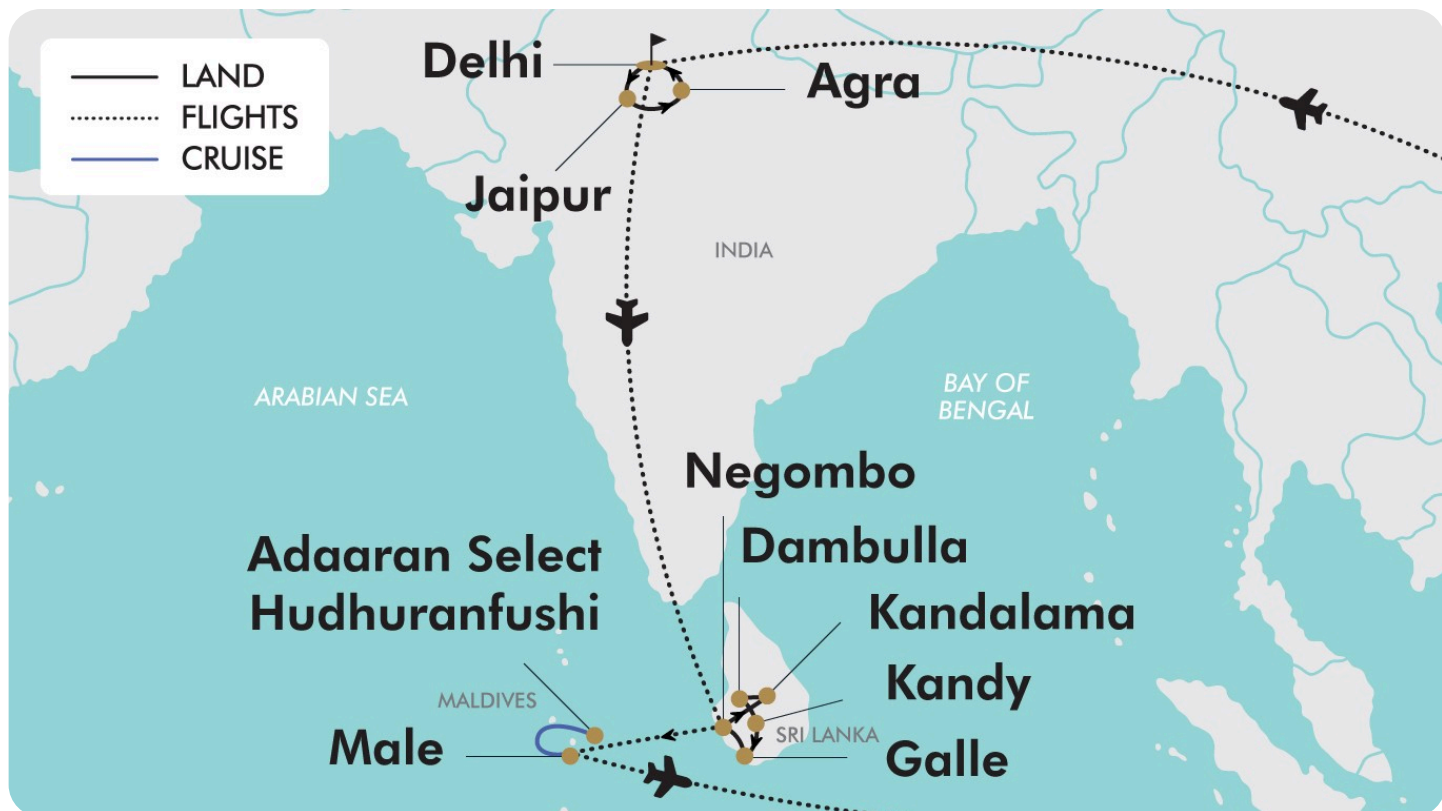 LAND
FLIGHTS
CRUISE
Delhi
Agra
Jaipur
INDIA
ARABIAN SEA
BAY OF
BENGAL
Negombo
Dambulla
Adaaran Select
Hudhuranfushi
Kandalama
Kandy
MALDIVES
SRI LANKA
Male
Galle